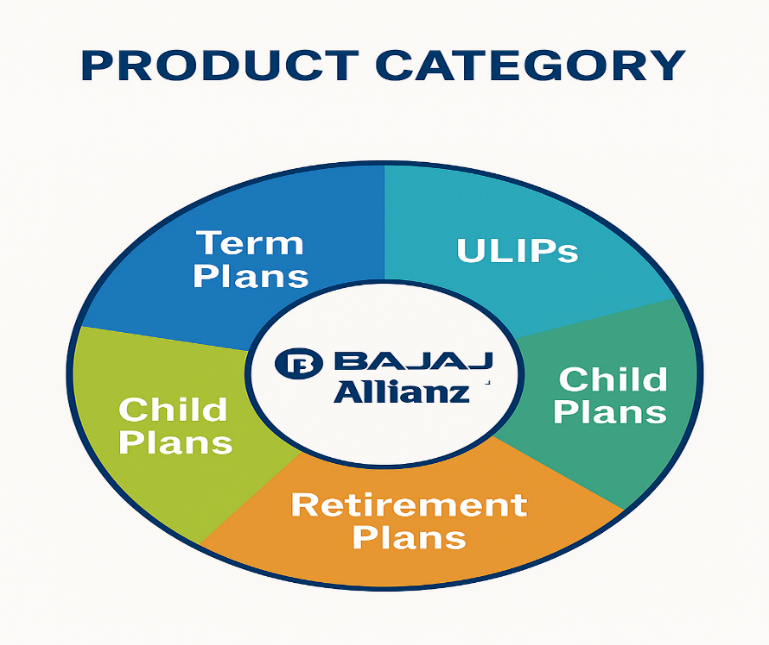 PRODUCT CATEGORY
Term
Plans
ULIPs
Child
Plans
Retirement
Plans
Child
Plans
B BAJAJ
Allianz